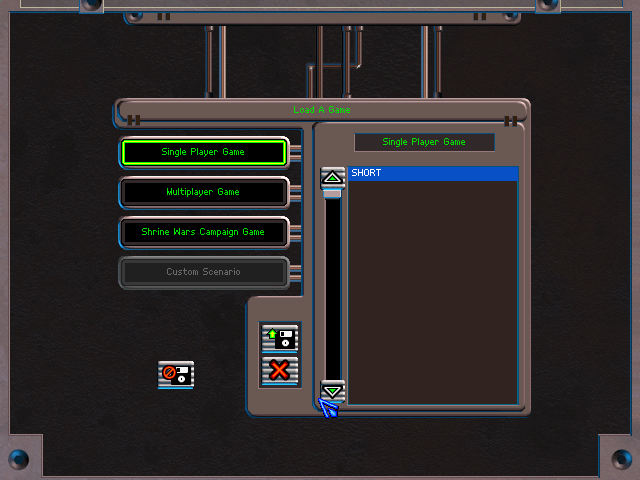 Load A Game
Single Player Game
Multiplayer Game
Shrine Wars Campaign Game
Custom Scenario
Single Player Game
SHORT